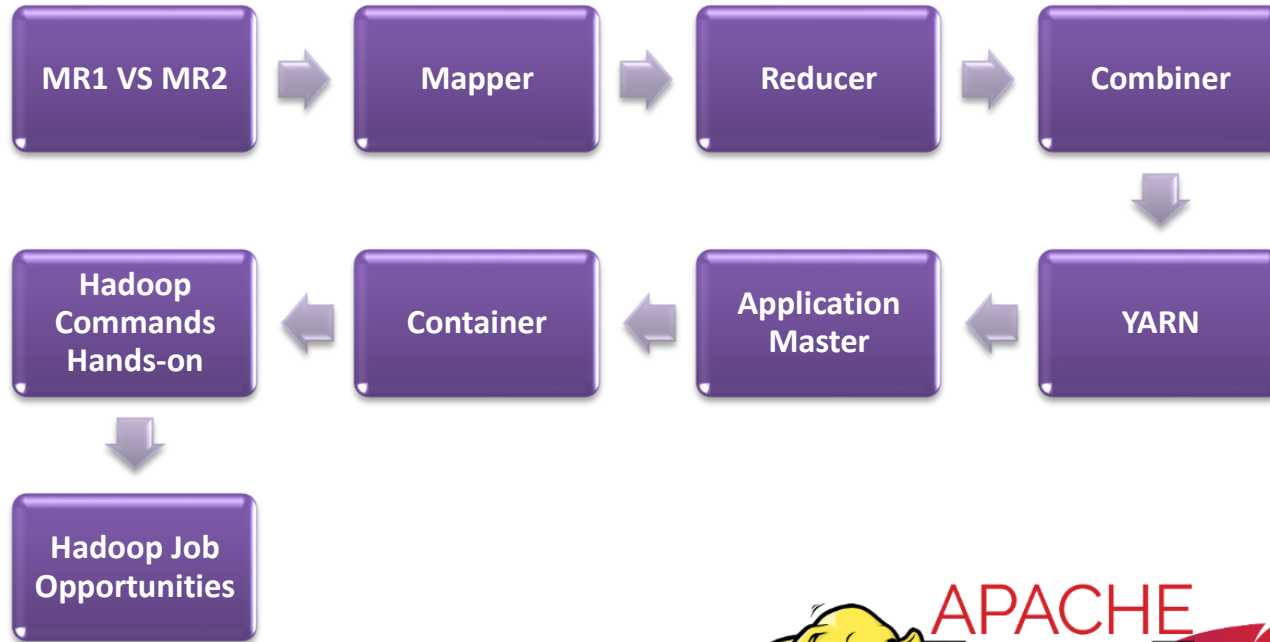 MR1 VS MR2
Mapper
Reducer
Combiner
YARN
Application
Master
Container
Hadoop
Commands
Hands-on
Hadoop Job
Opportunities
APACHE